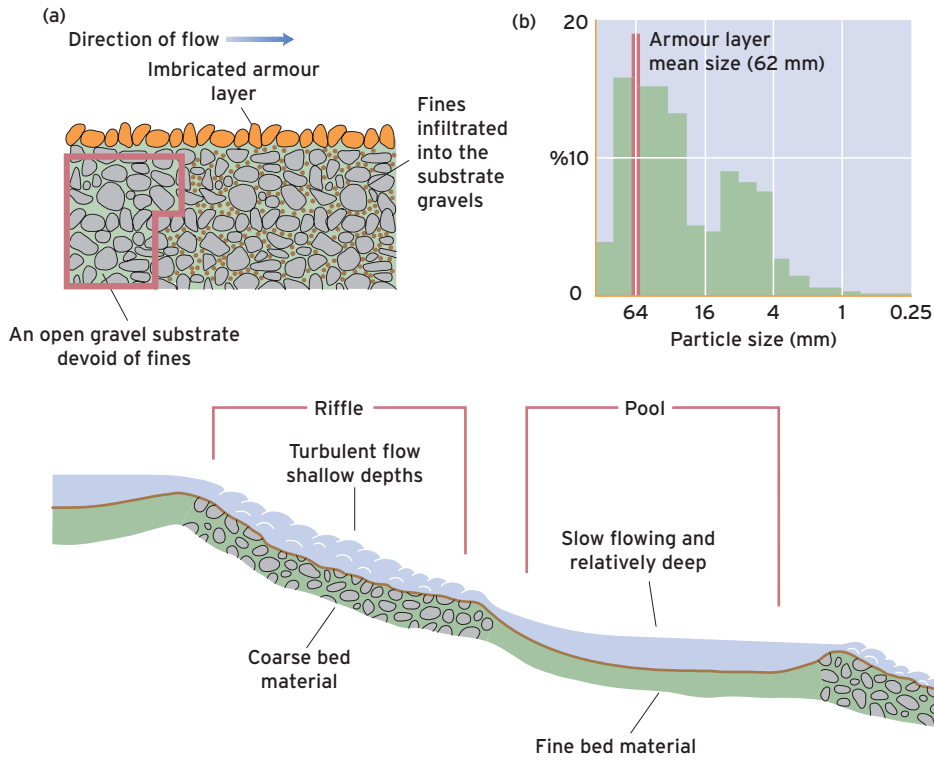 (a)
Direction of flow
Imbricated armour
layer
Fines
infiltrated
into the
substrate
gravels
An open gravel substrate
devoid of fines
(b)
20
%10
0
Armour layer
mean size (62 mm)
64
16
4
1
0.25
Particle size (mm)
Riffle
Pool
Turbulent flow
shallow depths
Slow flowing and
relatively deep
Coarse bed
material
Fine bed material